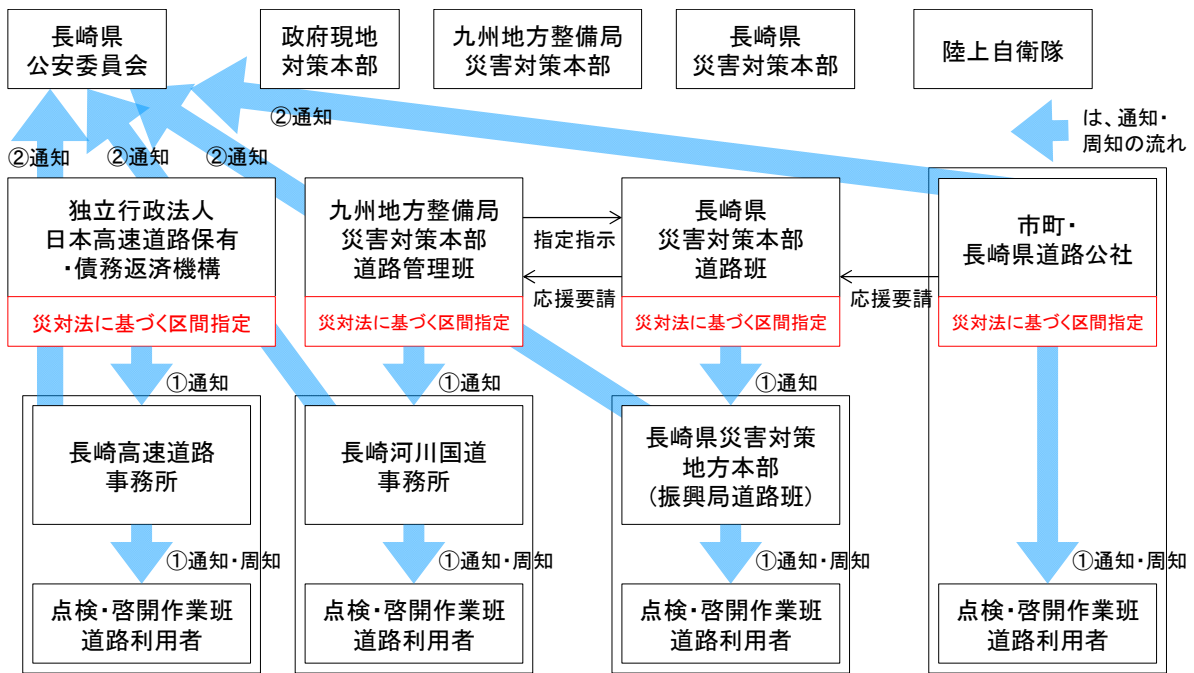 長崎県
公安委員会
政府現地
対策本部
九州地方整備局
災害対策本部
長崎県
災害対策本部
陸上自衛隊
は、通知・
周知の流れ
②通知
②通知
②通知
②通知
独立行政法人
日本高速道路保有
・債務返済機構
災対法に基づく区間指定
九州地方整備局
災害対策本部
道路管理班
災対法に基づく区間指定
指定指示
応援要請
長崎県
災害対策本部
道路班
災対法に基づく区間指定
応援要請
市町・
長崎県道路公社
災対法に基づく区間指定
①通知
①通知
①通知
長崎高速道路
事務所
長崎河川国道
事務所
長崎県災害対策
地方本部
（振興局道路班）
①通知・周知
①通知・周知
①通知・周知
①通知・周知
点検・啓開作業班
道路利用者
点検・啓開作業班
道路利用者
点検・啓開作業班
道路利用者
点検・啓開作業班
道路利用者